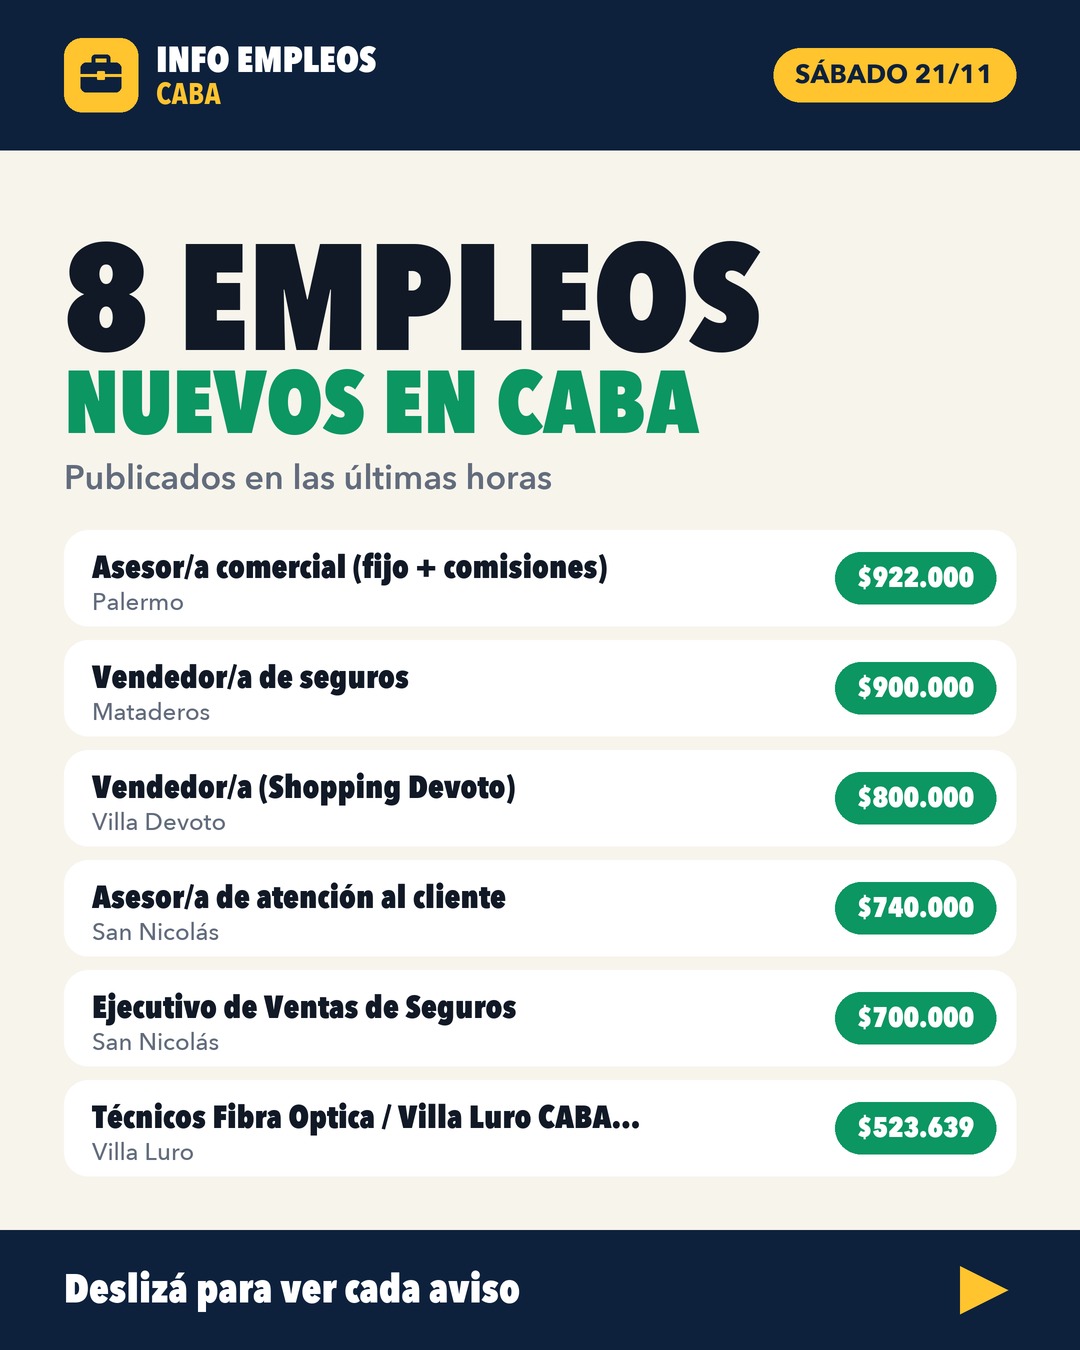 INFO EMPLEOS
CABA
SÁBADO 21/11
8 EMPLEOS
NUEVOS EN CABA
Publicados en las últimas horas
Asesor/a comercial (fijo + comisiones)
Palermo
$922.000
Vendedor/a de seguros
Mataderos
$900.000
Vendedor/a (Shopping Devoto)
Villa Devoto
$800.000
Asesor/a de atención al cliente
San Nicolás
$740.000
Ejecutivo de Ventas de Seguros
San Nicolás
$700.000
Técnicos Fibra Optica / Villa Luro CABA...
Villa Luro
$523.639
Deslizá para ver cada aviso